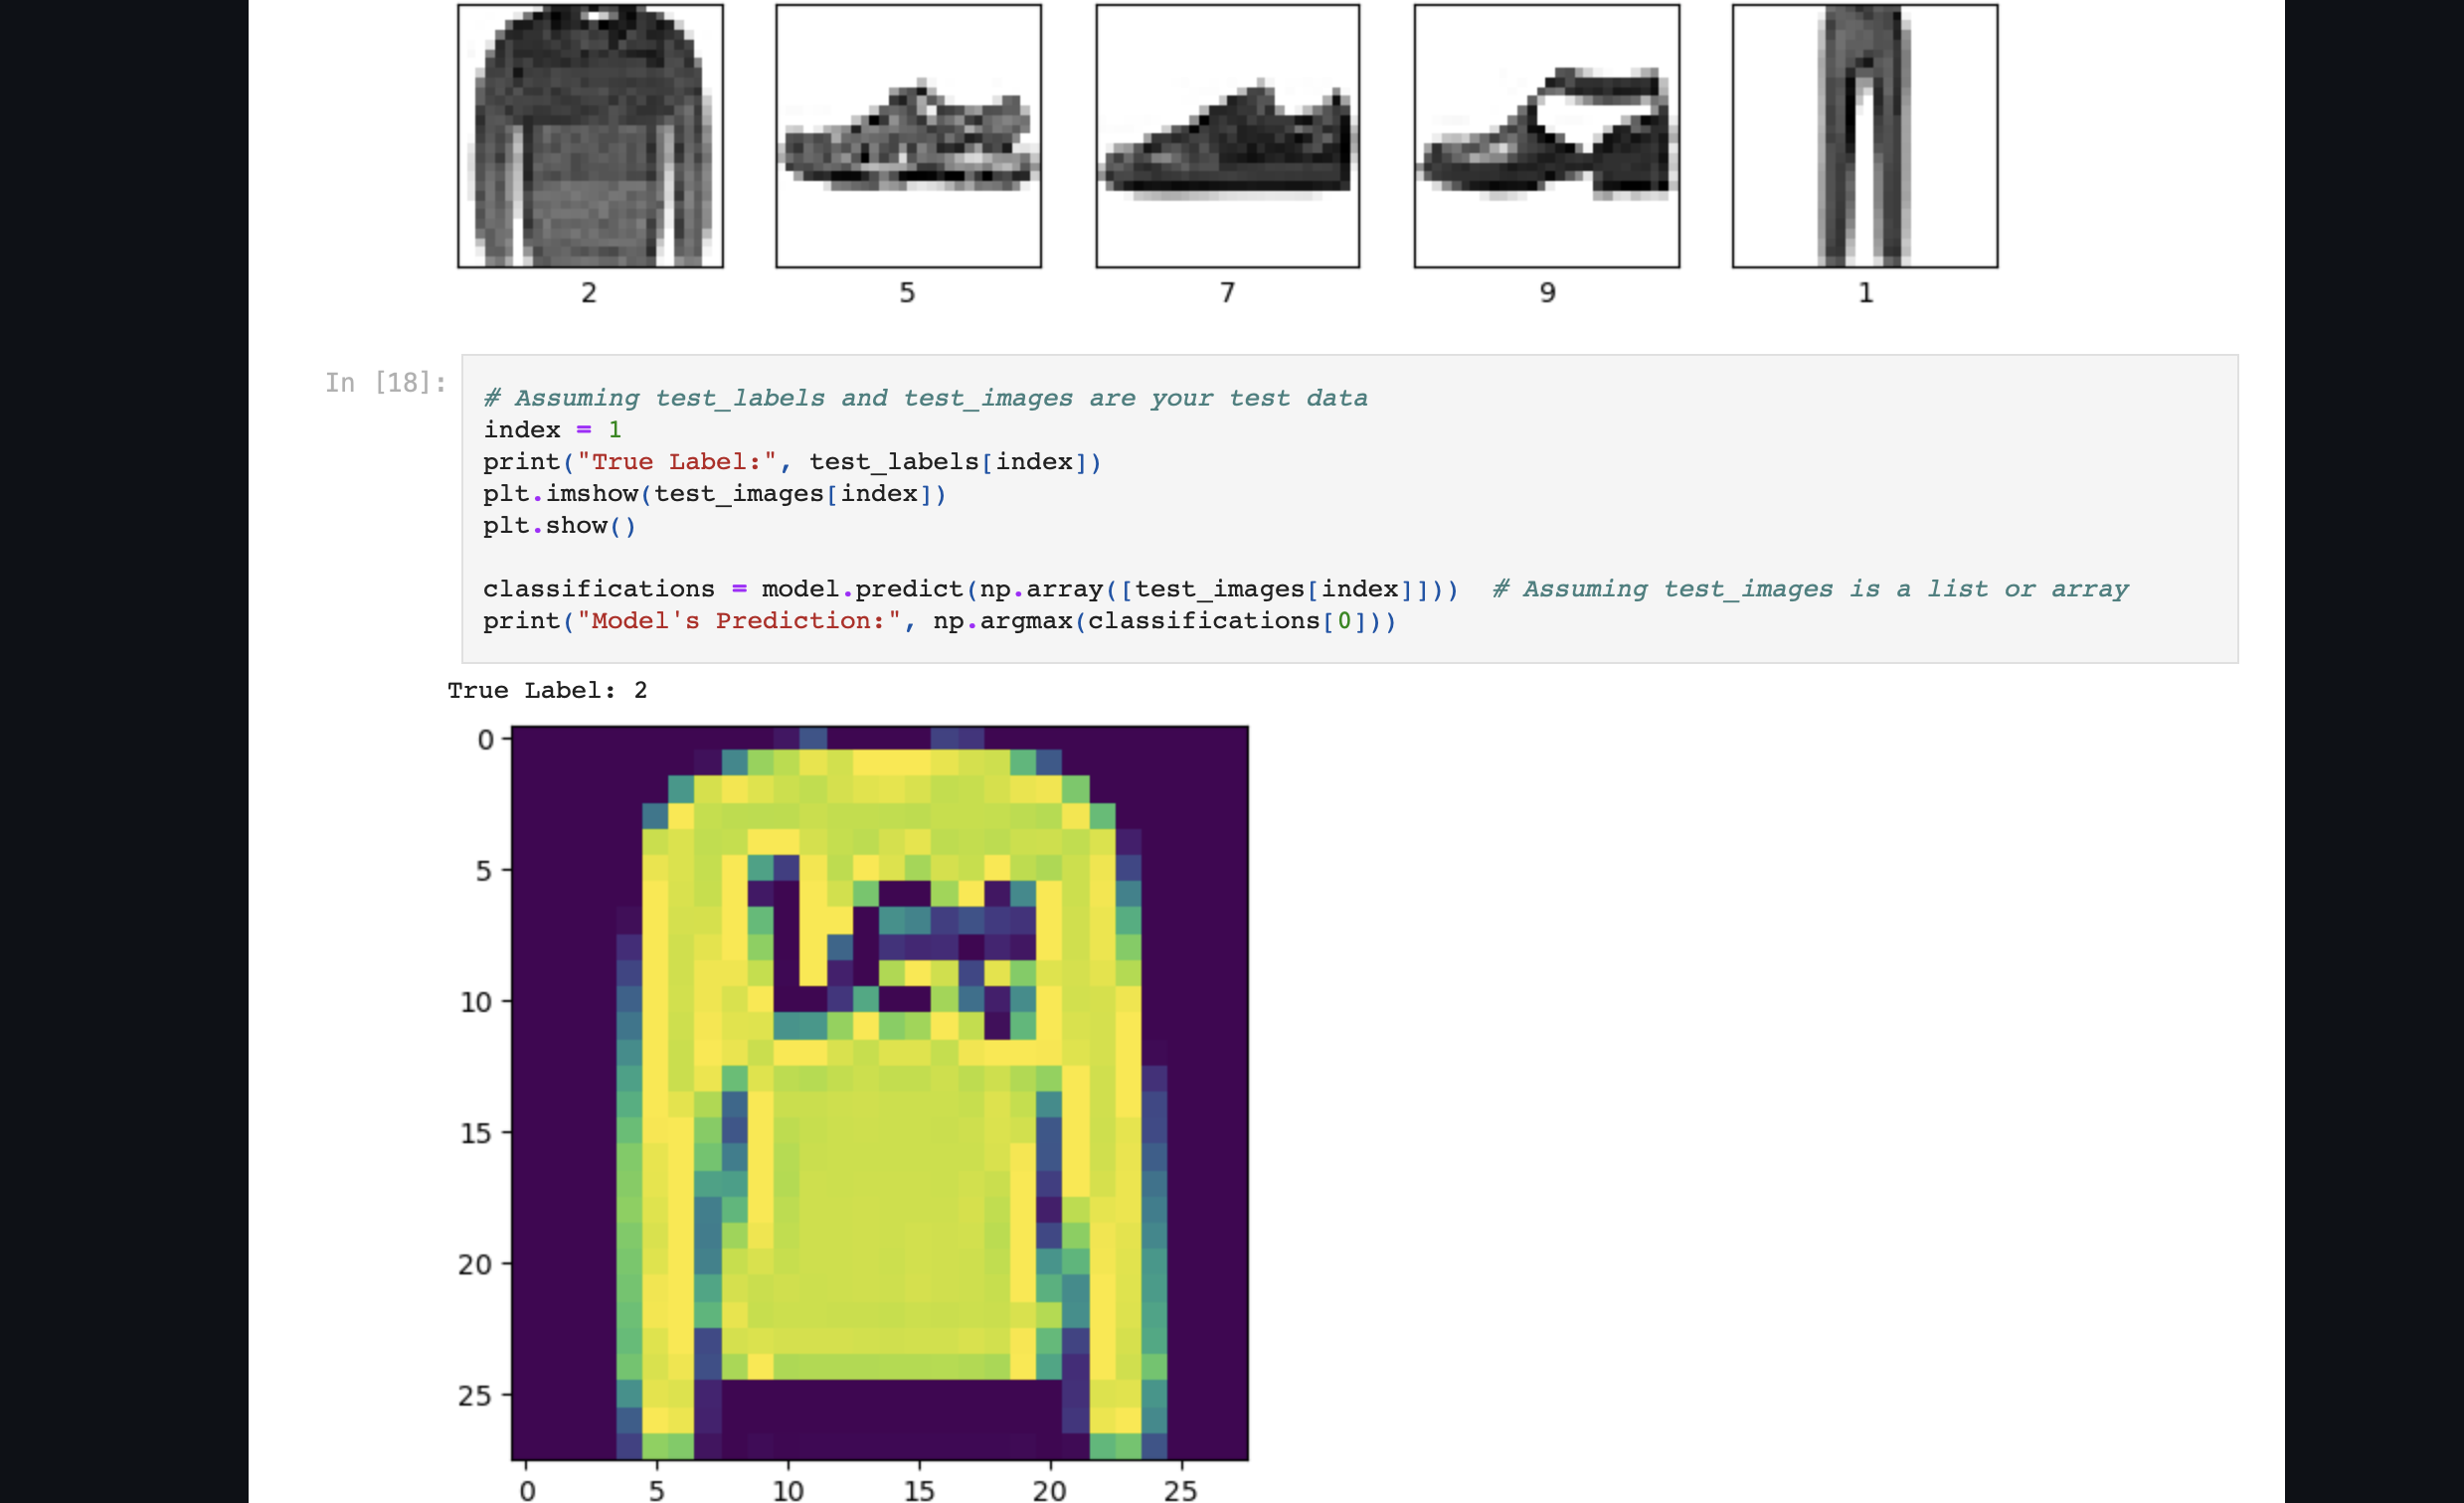 2 5 7 9 1
In [18]:
# Assuming test_labels and test_images are your test data
index = 1
print("True Label:", test_labels[index])
plt.imshow(test_images[index])
plt.show()
classifications = model.predict(np.array([test_images[index]]))  # Assuming test_images is a list or array
print("Model's Prediction:", np.argmax(classifications[0]))
True Label: 2
0
5
10
15
20
25
0 5 10 15 20 25